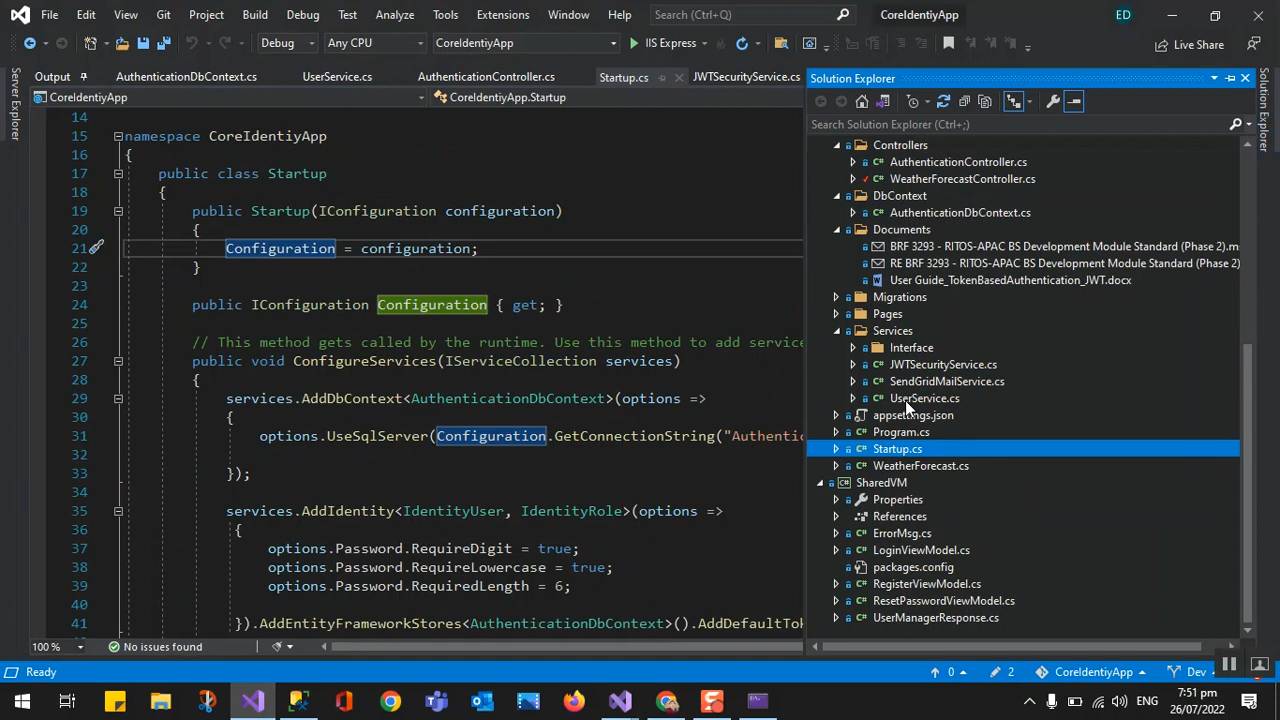 File Edit View Git Project Build Debug Test Analyze Tools Extensions Window Help Search (Ctrl+Q) CoreIdentiyApp ED
Debug Any CPU CoreIdentiyApp IIS Express Live Share
Output AuthenticationDbContext.cs UserService.cs AuthenticationController.cs Startup.cs JWTSecurityService.cs
CoreIdentiyApp CoreIdentiyApp.Startup
Server Explorer
14
15 namespace CoreIdentiyApp
16 {
17 public class Startup
18 {
19 public Startup(IConfiguration configuration)
20 {
21 Configuration = configuration;
22 }
23
24 public IConfiguration Configuration { get; }
25
26 // This method gets called by the runtime. Use this method to add service
27 public void ConfigureServices(IServiceCollection services)
28 {
29 services.AddDbContext<AuthenticationDbContext>(options =>
30 {
31 options.UseSqlServer(Configuration.GetConnectionString("Authentic
32
33 });
34
35 services.AddIdentity<IdentityUser, IdentityRole>(options =>
36 {
37 options.Password.RequireDigit = true;
38 options.Password.RequireLowercase = true;
39 options.Password.RequiredLength = 6;
40
41 }).AddEntityFrameworkStores<AuthenticationDbContext>().AddDefaultTok
100 % No issues found
Solution Explorer
Search Solution Explorer (Ctrl+;)
Controllers
AuthenticationController.cs
WeatherForecastController.cs
DbContext
AuthenticationDbContext.cs
Documents
BRF 3293 - RITOS-APAC BS Development Module Standard (Phase 2).m
RE BRF 3293 - RITOS-APAC BS Development Module Standard (Phase 2)
User Guide_TokenBasedAuthentication_JWT.docx
Migrations
Pages
Services
Interface
JWTSecurityService.cs
SendGridMailService.cs
UserService.cs
appsettings.json
Program.cs
Startup.cs
WeatherForecast.cs
SharedVM
Properties
References
ErrorMsg.cs
LoginViewModel.cs
packages.config
RegisterViewModel.cs
ResetPasswordViewModel.cs
UserManagerResponse.cs
Solution Explorer
Ready 0 2 CoreIdentiyApp Dev
ENG 7:51 pm
26/07/2022